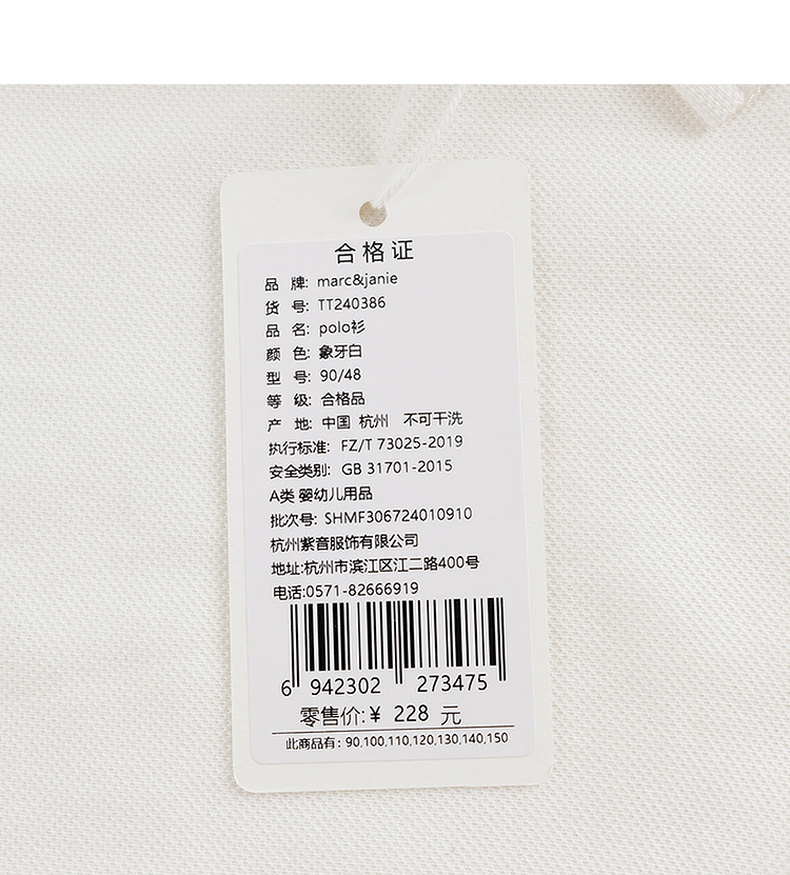 合格证
品 牌: marc&janie
货 号: TT240386
品 名: polo衫
颜 色: 象牙白
型 号: 90/48
等 级: 合格品
产 地: 中国 杭州 不可干洗
执行标准: FZ/T 73025-2019
安全类别: GB 31701-2015
A类 婴幼儿用品
批次号: SHMF306724010910
杭州紫音服饰有限公司
地址:杭州市滨江区江二路400号
电话:0571-82666919
6 942302 273475
零售价:¥ 228 元
此商品有: 90,100,110,120,130,140,150